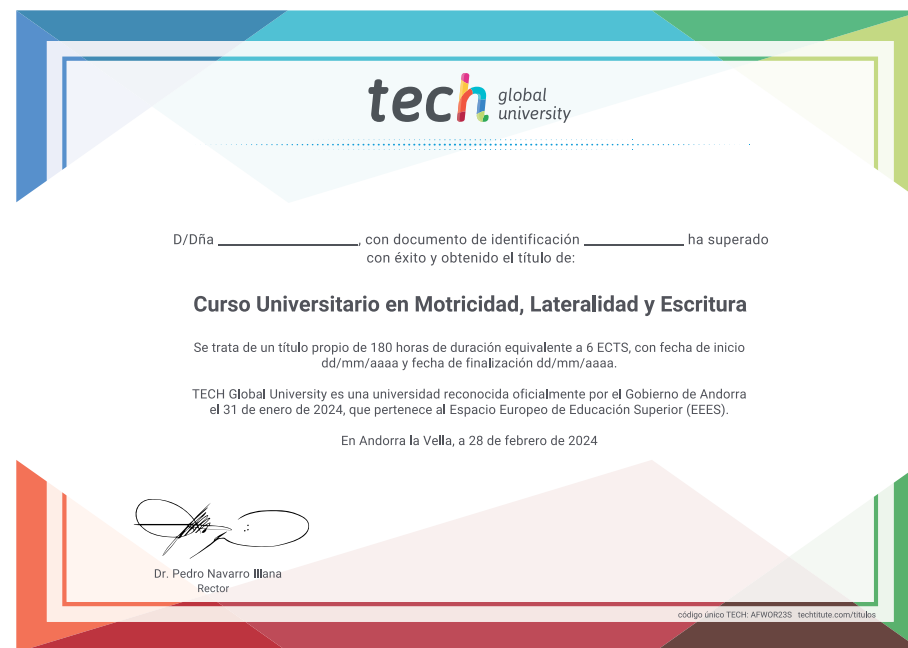 tech global
university
D/Dña ____________________, con documento de identificación ______________ ha superado
con éxito y obtenido el título de:
Curso Universitario en Motricidad, Lateralidad y Escritura
Se trata de un título propio de 180 horas de duración equivalente a 6 ECTS, con fecha de inicio
dd/mm/aaaa y fecha de finalización dd/mm/aaaa.
TECH Global University es una universidad reconocida oficialmente por el Gobierno de Andorra
el 31 de enero de 2024, que pertenece al Espacio Europeo de Educación Superior (EEES).
En Andorra la Vella, a 28 de febrero de 2024
Dr. Pedro Navarro Illana
Rector
código único TECH: AFWOR23S techtitute.com/titulos